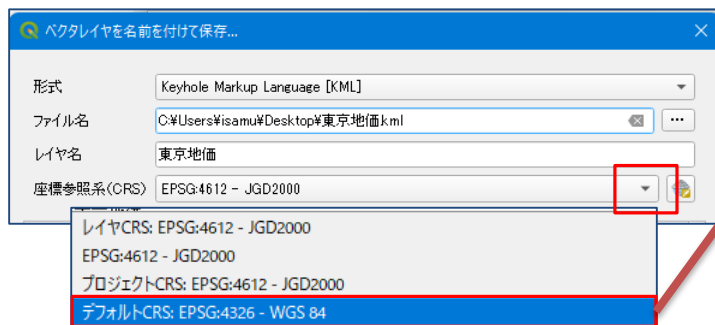 ベクタレイヤを名前を付けて保存...
形式 Keyhole Markup Language [KML]
ファイル名 C:¥Users¥isamu¥Desktop¥東京地価.kml
...
レイヤ名 東京地価
座標参照系(CRS) EPSG:4612 - JGD2000
レイヤCRS: EPSG:4612 - JGD2000
EPSG:4612 - JGD2000
プロジェクトCRS: EPSG:4612 - JGD2000
デフォルトCRS: EPSG:4326 - WGS 84